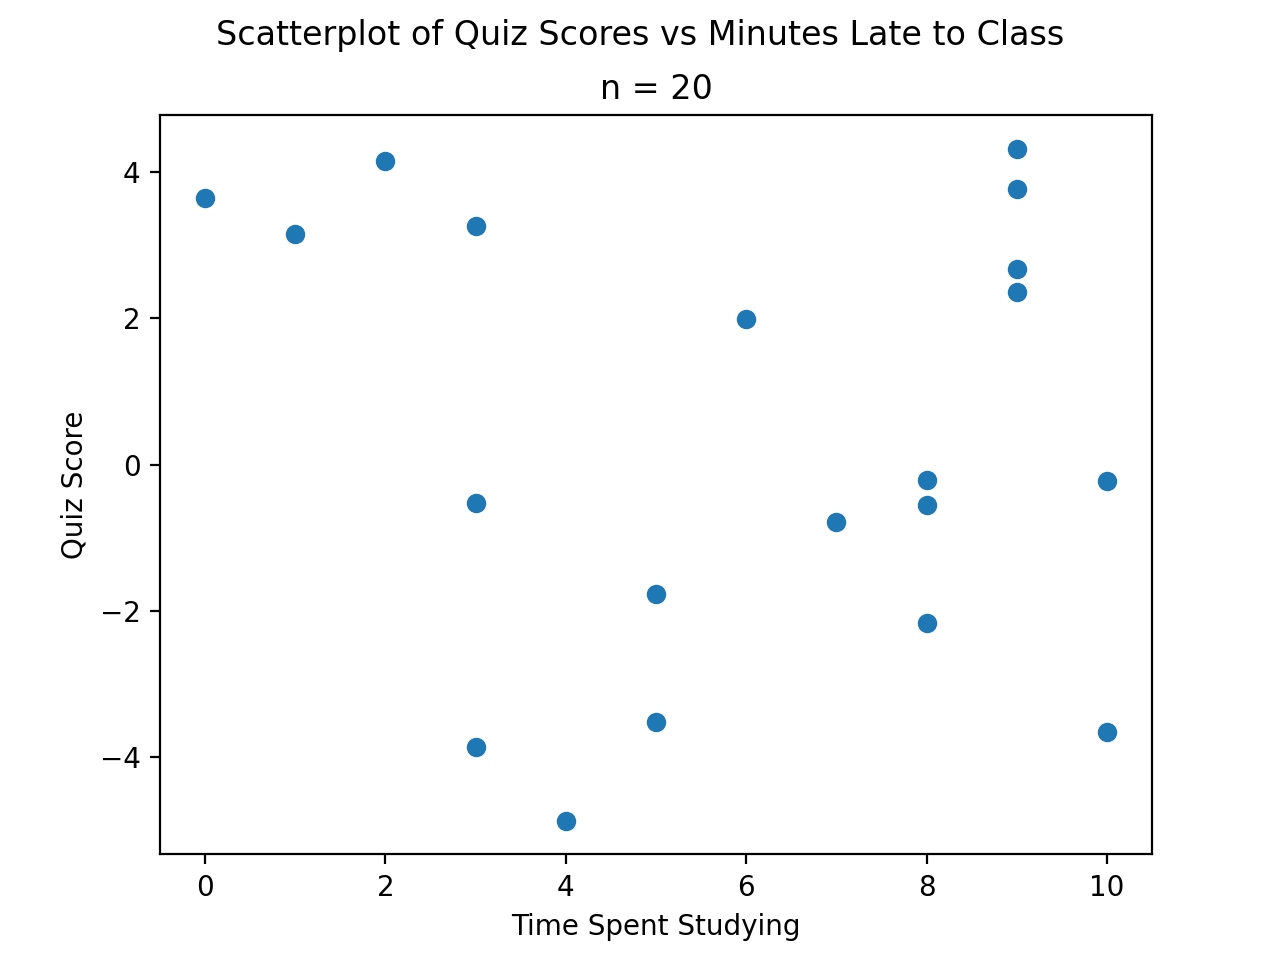 Scatterplot of Quiz Scores vs Minutes Late to Class
n = 20
4
2
0
−2
−4
Quiz Score
0 2 4 6 8 10
Time Spent Studying